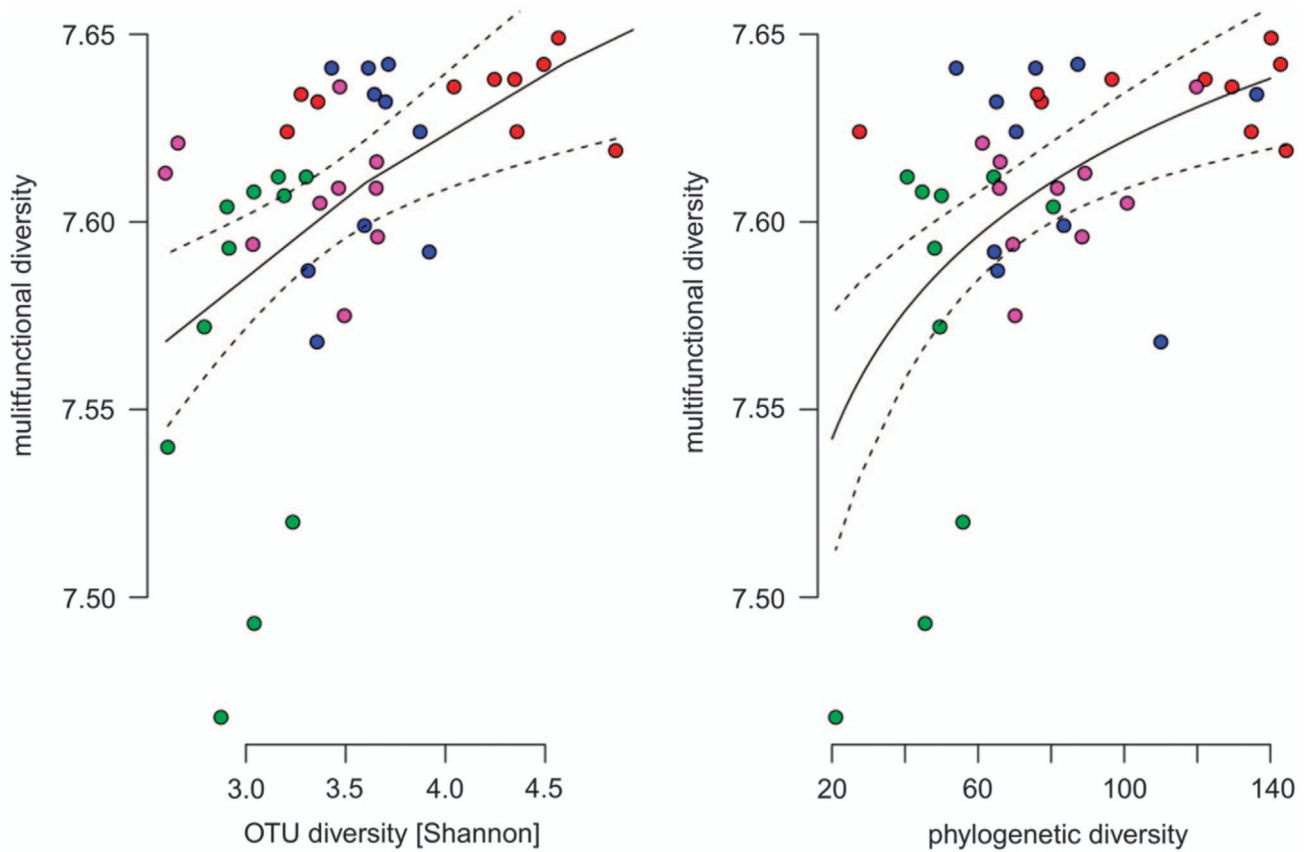 mulitfunctional diversity
7.65
7.60
7.55
7.50
3.0 3.5 4.0 4.5
OTU diversity [Shannon]
multifunctional diversity
7.65
7.60
7.55
7.50
20 60 100 140
phylogenetic diversity